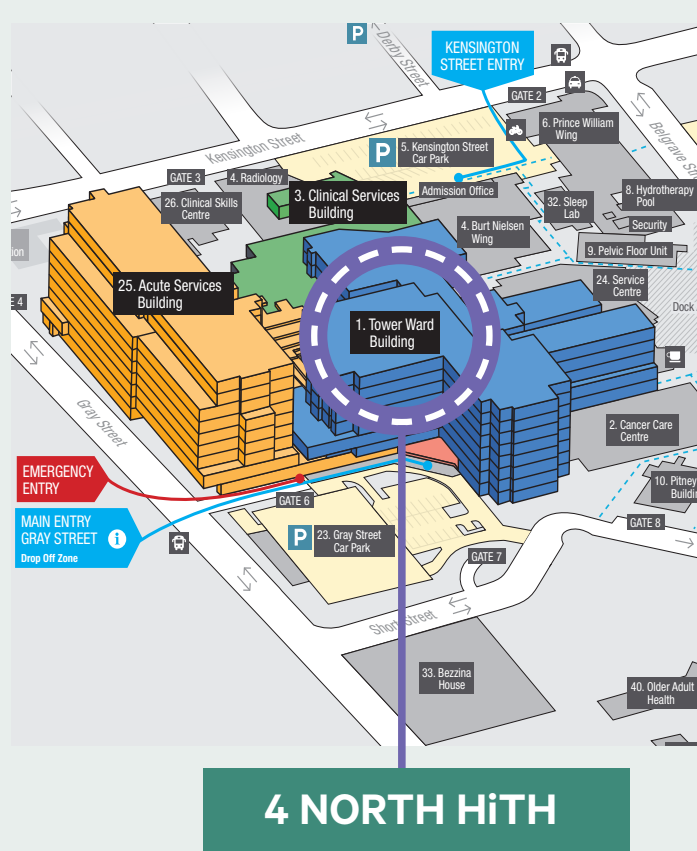 P
Derby Street
KENSINGTON
STREET ENTRY
GATE 2
Kensington Street
P
5. Kensington Street
Car Park
6. Prince William
Wing
GATE 3
4. Radiology
3. Clinical Services
Building
Admission Office
26. Clinical Skills
Centre
32. Sleep
Lab
8. Hydrotherapy
Pool
Security
4. Burt Nielsen
Wing
9. Pelvic Floor Unit
25. Acute Services
Building
24. Service
Centre
Dock
1. Tower Ward
Building
Gray Street
2. Cancer Care
Centre
EMERGENCY
ENTRY
GATE 6
10. Pitney
MAIN ENTRY
GRAY STREET
i
Drop Off Zone
P
23. Gray Street
Car Park
GATE 8
GATE 7
Short Street
33. Bezzina
House
40. Older Adult
Health
4 NORTH HiTH